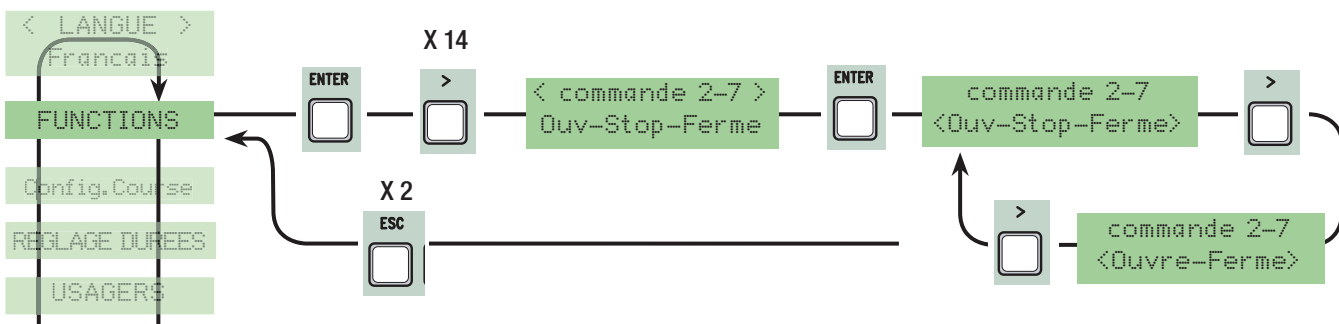 < LANGUE >
Francais
FUNCTIONS
Config.Course
REGLAGE DUREES
USAGERS
ENTER
X 14
>
< commande 2–7 >
Ouv–Stop–Ferme
ENTER
commande 2–7
<Ouv–Stop–Ferme>
>
X 2
ESC
>
commande 2–7
<Ouvre–Ferme>